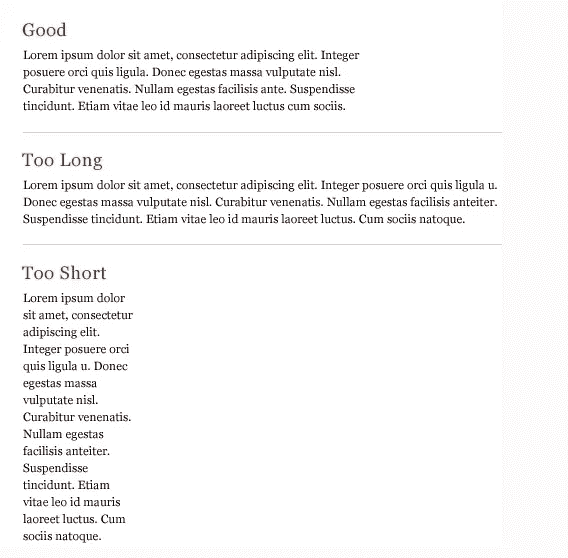 Good
Lorem ipsum dolor sit amet, consectetur adipiscing elit. Integer
posuere orci quis ligula. Donec egestas massa vulputate nisl.
Curabitur venenatis. Nullam egestas facilisis ante. Suspendisse
tincidunt. Etiam vitae leo id mauris laoreet luctus cum sociis.
Too Long
Lorem ipsum dolor sit amet, consectetur adipiscing elit. Integer posuere orci quis ligula u.
Donec egestas massa vulputate nisl. Curabitur venenatis. Nullam egestas facilisis anteiter.
Suspendisse tincidunt. Etiam vitae leo id mauris laoreet luctus. Cum sociis natoque.
Too Short
Lorem ipsum dolor
sit amet, consectetur
adipiscing elit.
Integer posuere orci
quis ligula u. Donec
egestas massa
vulputate nisl.
Curabitur venenatis.
Nullam egestas
facilisis anteiter.
Suspendisse
tincidunt. Etiam
vitae leo id mauris
laoreet luctus. Cum
sociis natoque.